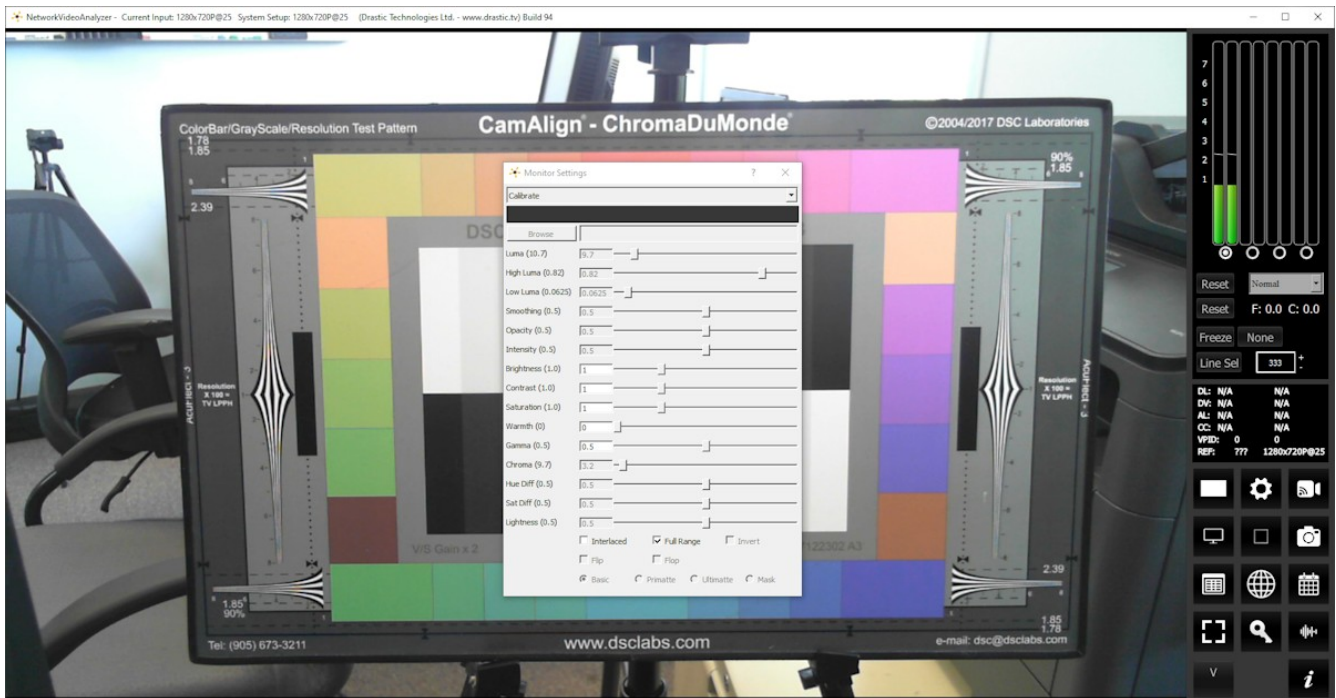 NetworkVideoAnalyzer - Current Input: 1280x720P@25 System Setup: 1280x720P@25 (Drastic Technologies Ltd. - www.drastic.tv) Build 94
ColorBar/GrayScale/Resolution Test Pattern
CamAlign - ChromaDuMonde
©2004/2017 DSC Laboratories
1.78
1.85
2.39
90%
1.85
DSC
Resolution
X 100 =
TV LPPH
Resolution
X 100 =
TV LPPH
AcuFlect - 3
AcuFlect - 3
V/S Gain x 2
7122302 A3
1.85
90%
2.39
1.85
1.78
Tel: (905) 673-3211
www.dsclabs.com
e-mail: dsc@dsclabs.com
Monitor Settings ? ×
Calibrate
Browse
Luma (10.7) 9.7
High Luma (0.82) 0.82
Low Luma (0.0625) 0.0625
Smoothing (0.5) 0.5
Opacity (0.5) 0.5
Intensity (0.5) 0.5
Brightness (1.0) 1
Contrast (1.0) 1
Saturation (1.0) 1
Warmth (0) 0
Gamma (0.5) 0.5
Chroma (9.7) 3.2
Hue Diff (0.5) 0.5
Sat Diff (0.5) 0.5
Lightness (0.5) 0.5
Interlaced Full Range Invert
Flip Flop
Basic Primatte Ultimatte Mask
7
6
5
4
3
2
1
Reset Normal
Reset F: 0.0 C: 0.0
Freeze None
Line Sel 333 + -
DL: N/A N/A
DV: N/A N/A
AL: N/A N/A
CC: N/A N/A
VPID: 0 0
REF: ??? 1280x720P@25
V
i